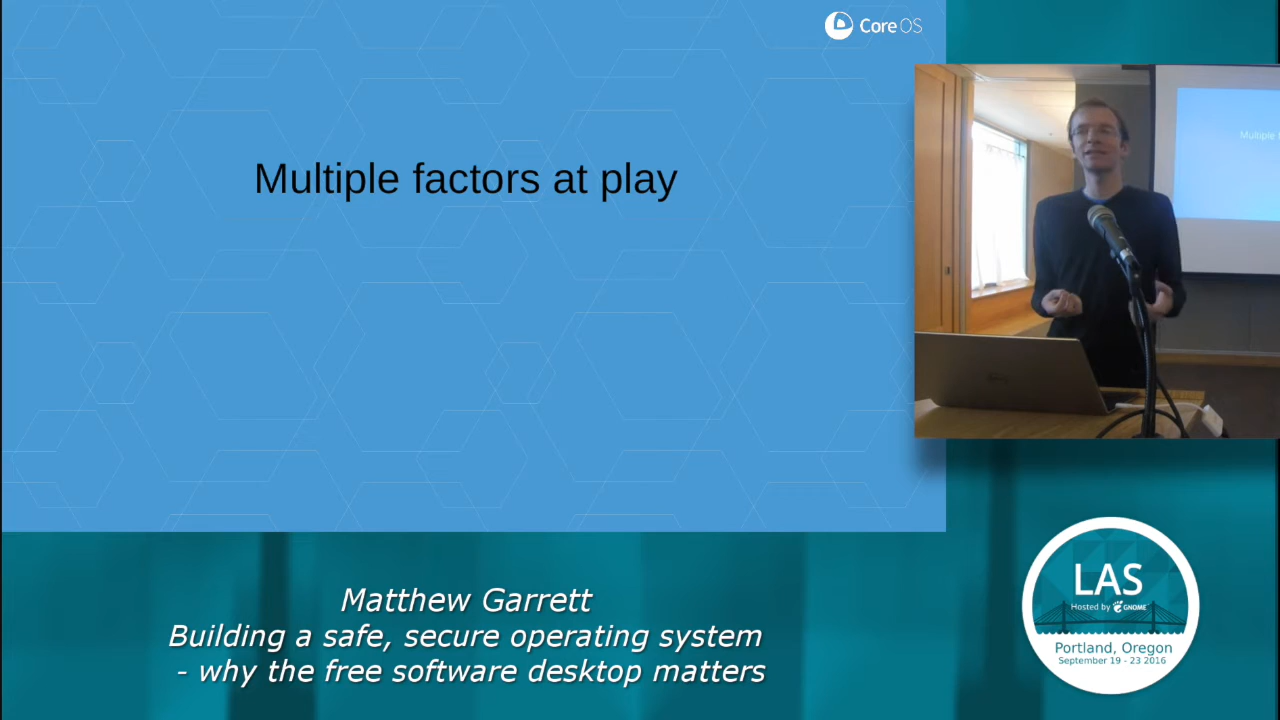 CoreOS
Multiple factors at play
Multiple
Matthew Garrett
Building a safe, secure operating system
- why the free software desktop matters
LAS
Hosted by GNOME
Portland, Oregon
September 19 - 23 2016